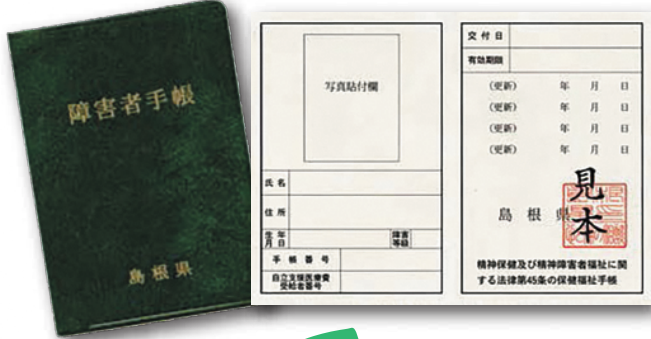 障害者手帳
島根県
写真貼付欄
氏名
住所
生年
月日
障害
等級
手帳番号
自立支援医療費
受給者番号
交付日
有効期限
(更新) 年 月 日
(更新) 年 月 日
(更新) 年 月 日
(更新) 年 月 日
島根県
見本
精神保健及び精神障害者福祉に関
する法律第45条の保健福祉手帳